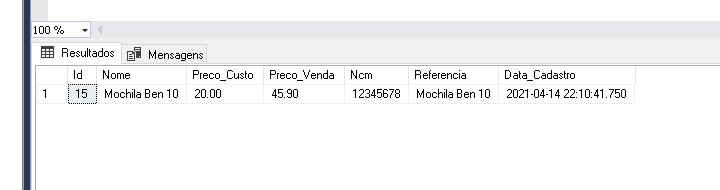 100 %
Resultados Mensagens
Id Nome Preco_Custo Preco_Venda Ncm Referencia Data_Cadastro
1 15 Mochila Ben 10 20.00 45.90 12345678 Mochila Ben 10 2021-04-14 22:10:41.750